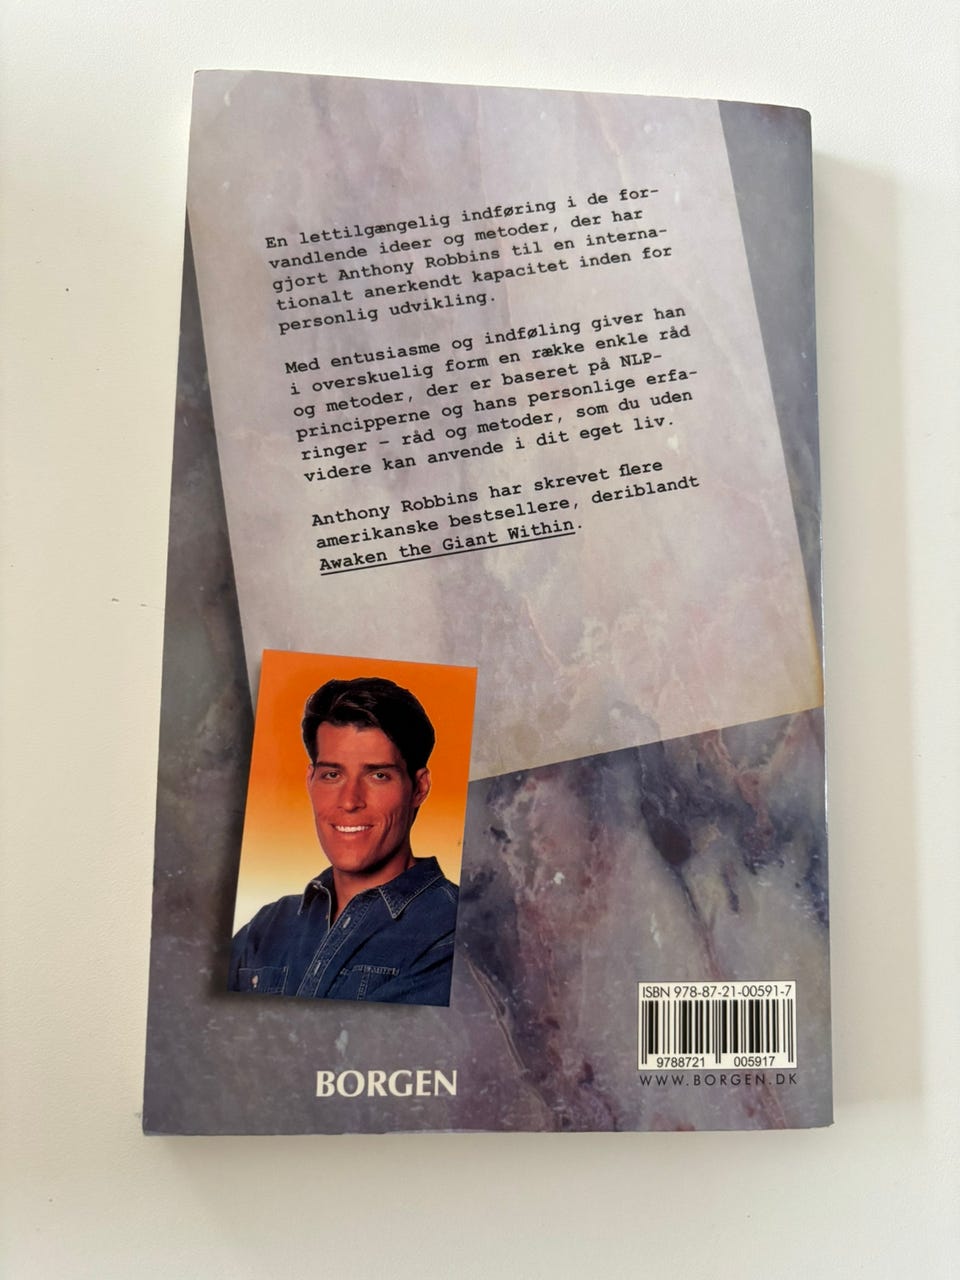 En lettilgængelig indføring i de for-
vandlende ideer og metoder, der har
gjort Anthony Robbins til en interna-
tionalt anerkendt kapacitet inden for
personlig udvikling.
Med entusiasme og indføling giver han
i overskuelig form en række enkle råd
og metoder, der er baseret på NLP-
principperne og hans personlige erfa-
ringer – råd og metoder, som du uden
videre kan anvende i dit eget liv.
Anthony Robbins har skrevet flere
amerikanske bestsellere, deriblandt
Awaken the Giant Within.
BORGEN
ISBN 978-87-21-00591-7
9788721 005917
WWW.BORGEN.DK